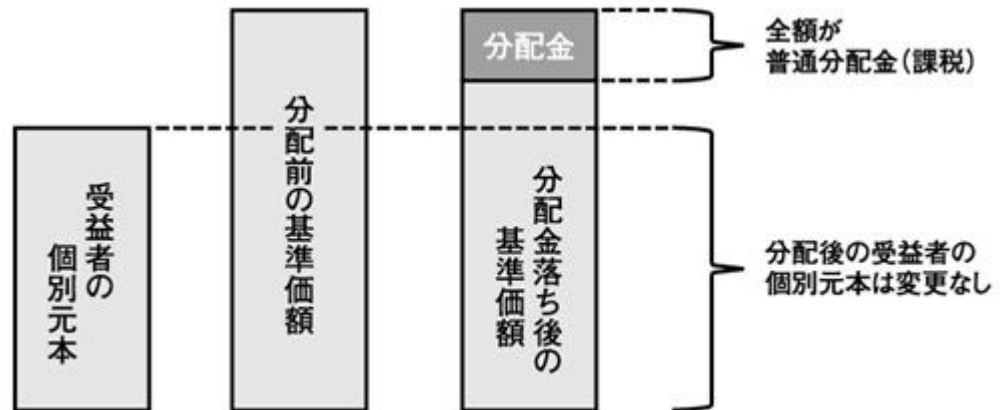 受益者の
個別元本
分配前の基準価額
分配金
分配金落ち後の
基準価額
全額が
普通分配金(課税)
分配後の受益者の
個別元本は変更なし